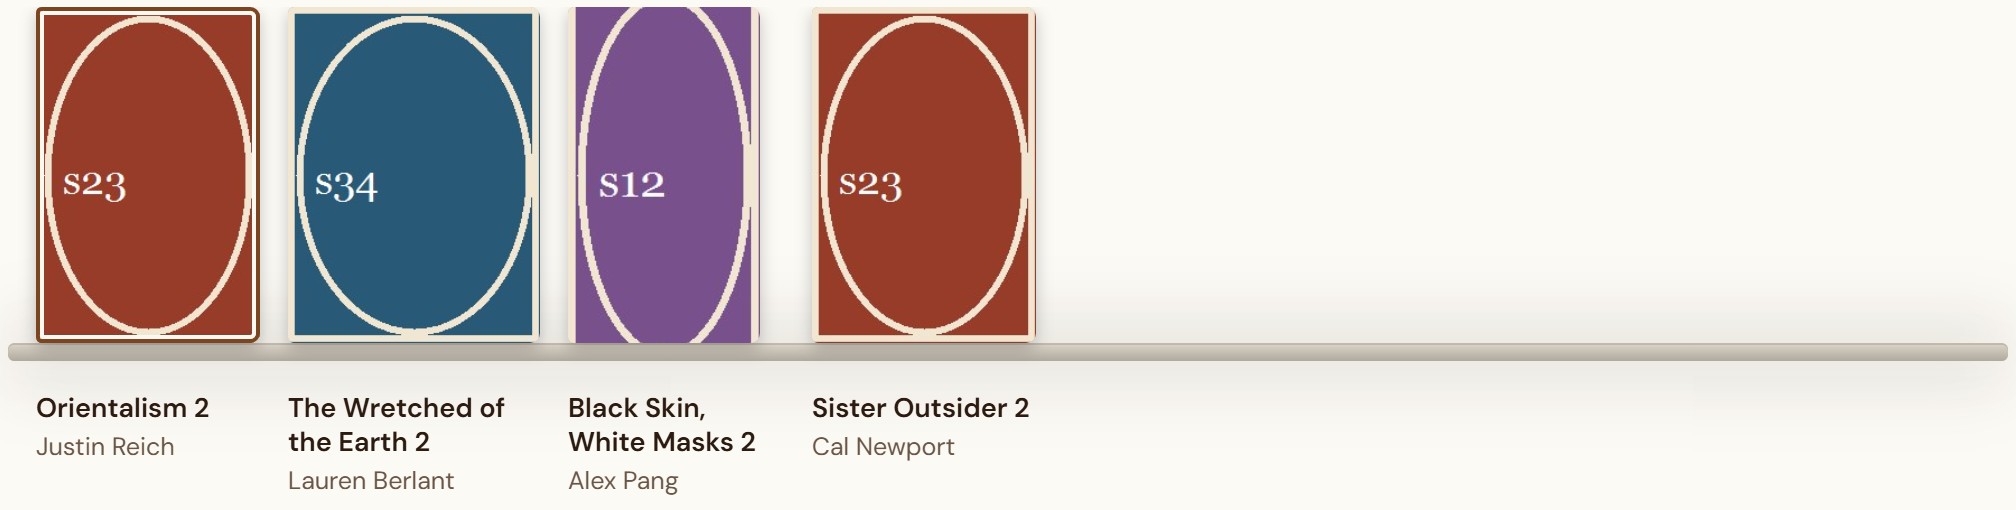 s23
s34
s12
s23
Orientalism 2
Justin Reich
The Wretched of
the Earth 2
Lauren Berlant
Black Skin,
White Masks 2
Alex Pang
Sister Outsider 2
Cal Newport